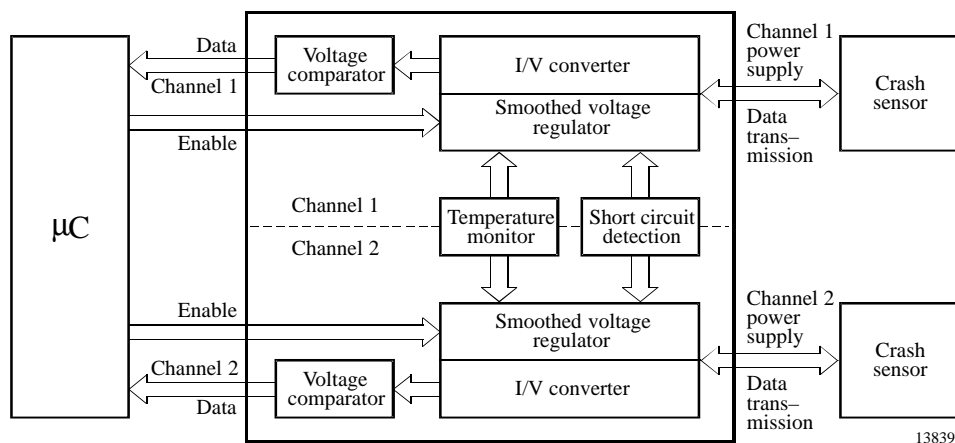 µC
Data
Channel 1
Enable
Voltage
comparator
I/V converter
Smoothed voltage
regulator
Channel 1
power
supply
Data
trans–
mission
Crash
sensor
Channel 1
Channel 2
Temperature
monitor
Short circuit
detection
Enable
Channel 2
Data
Voltage
comparator
Smoothed voltage
regulator
I/V converter
Channel 2
power
supply
Data
trans–
mission
Crash
sensor
13839